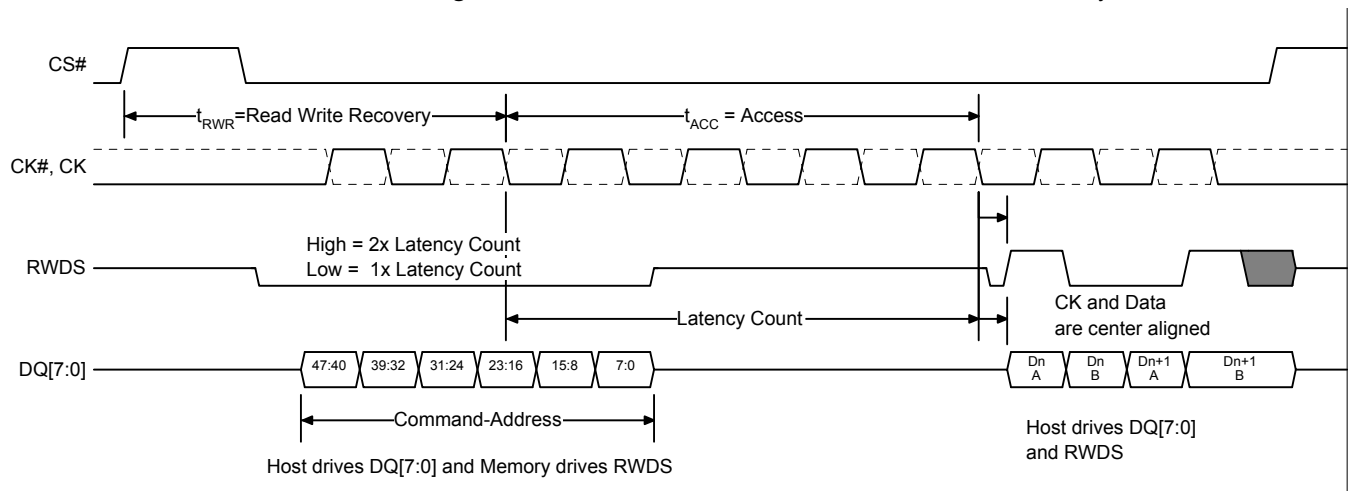 CS#
tRWR=Read Write Recovery
tACC = Access
CK#, CK
High = 2x Latency Count
Low = 1x Latency Count
RWDS
CK and Data
are center aligned
Latency Count
DQ[7:0]
47:40 39:32 31:24 23:16 15:8 7:0
Dn A Dn B Dn+1 A Dn+1 B
Command-Address
Host drives DQ[7:0]
and RWDS
Host drives DQ[7:0] and Memory drives RWDS